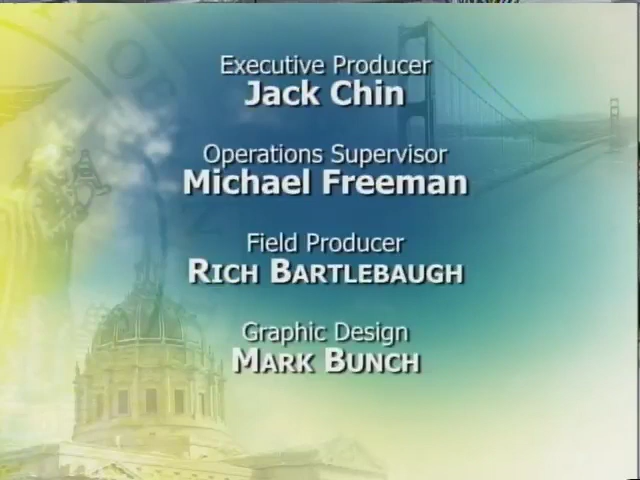 Executive Producer
Jack Chin
Operations Supervisor
Michael Freeman
Field Producer
RICH BARTLEBAUGH
Graphic Design
MARK BUNCH